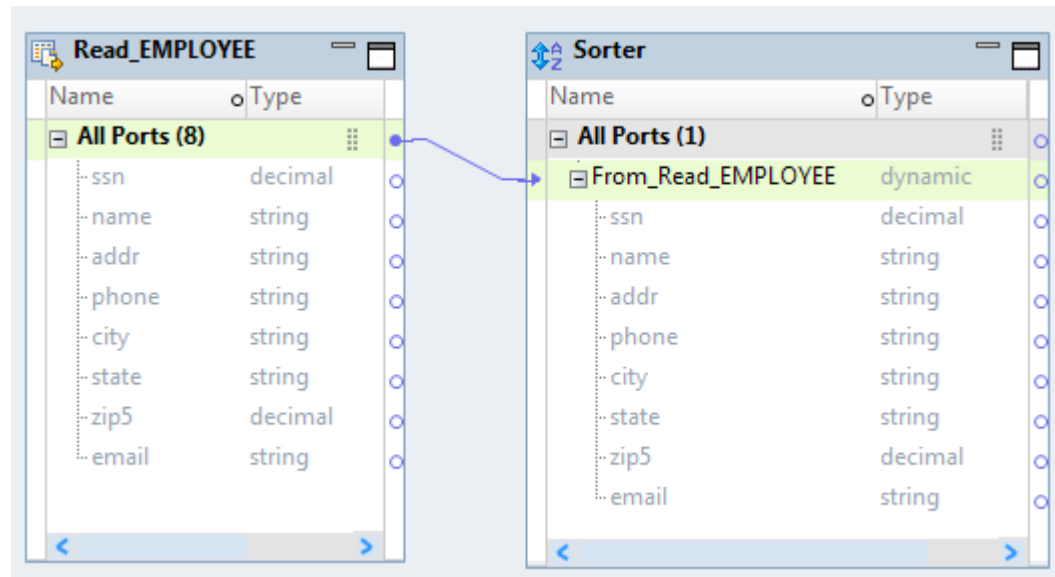 Read_EMPLOYEE
Name Type
All Ports (8)
ssn decimal
name string
addr string
phone string
city string
state string
zip5 decimal
email string
AZ Sorter
Name Type
All Ports (1)
From_Read_EMPLOYEE dynamic
ssn decimal
name string
addr string
phone string
city string
state string
zip5 decimal
email string